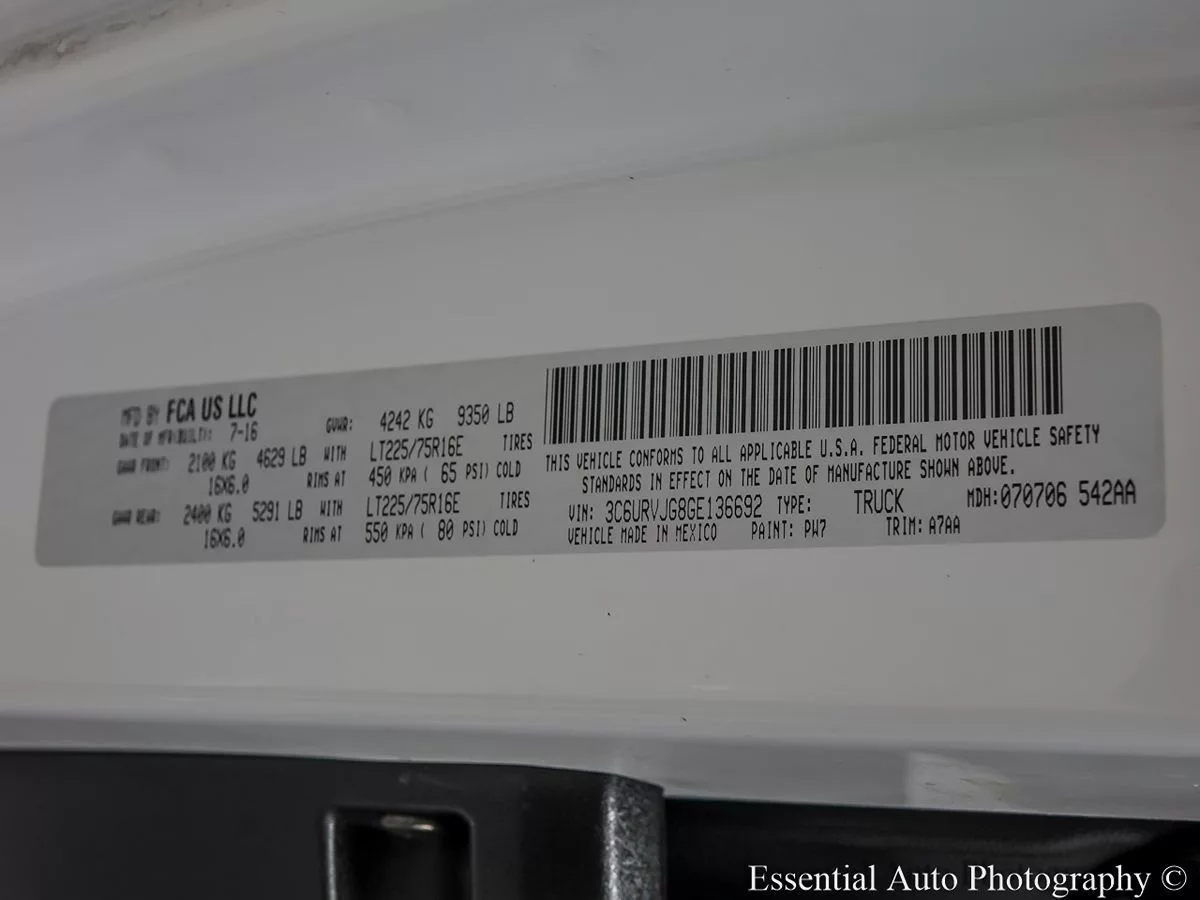 MFD BY FCA US LLC
DATE OF MFR(BUILT): 7-16
GVWR: 4242 KG 9350 LB
GAWR FRONT: 2100 KG 4629 LB WITH LT225/75R16E TIRES
16X6.0 RIMS AT 450 KPA ( 65 PSI) COLD
GAWR REAR: 2400 KG 5291 LB WITH LT225/75R16E TIRES
16X6.0 RIMS AT 550 KPA ( 80 PSI) COLD
THIS VEHICLE CONFORMS TO ALL APPLICABLE U.S.A. FEDERAL MOTOR VEHICLE SAFETY
STANDARDS IN EFFECT ON THE DATE OF MANUFACTURE SHOWN ABOVE.
VIN: 3C6URVJG8GE136692 TYPE: TRUCK MDH:070706 542AA
VEHICLE MADE IN MEXICO PAINT: PW7 TRIM: A7AA
Essential Auto Photography ©